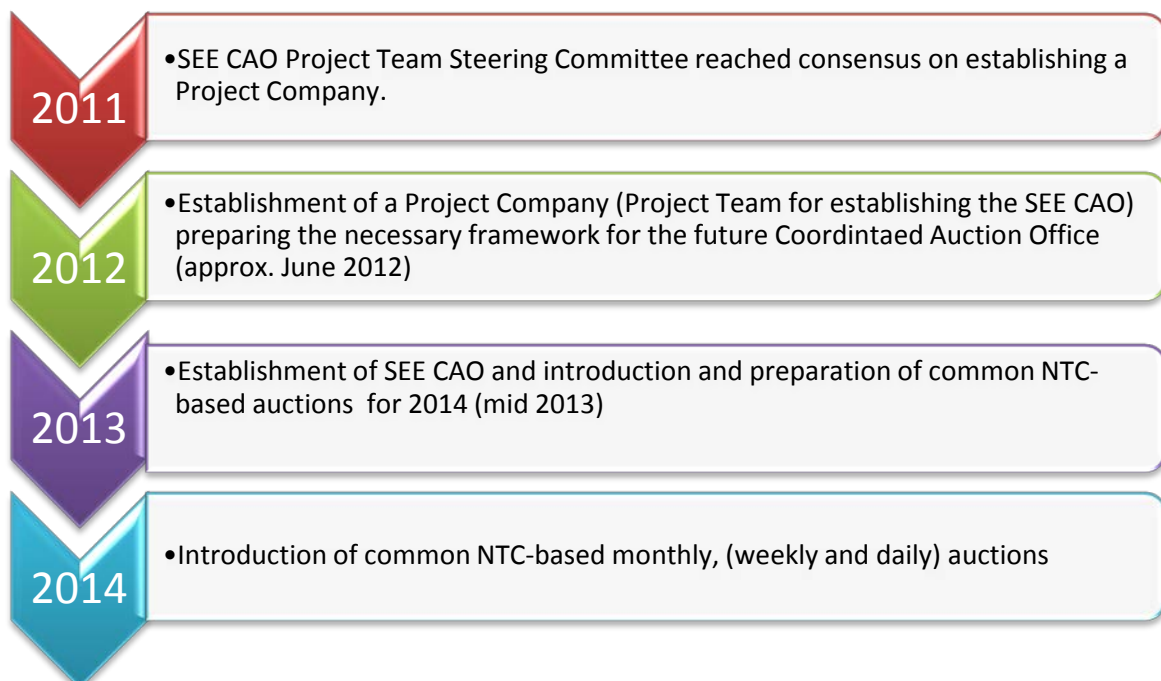 2011
•SEE CAO Project Team Steering Committee reached consensus on establishing a
Project Company.
2012
•Establishment of a Project Company (Project Team for establishing the SEE CAO)
preparing the necessary framework for the future Coordintaed Auction Office
(approx. June 2012)
2013
•Establishment of SEE CAO and introduction and preparation of common NTC-
based auctions  for 2014 (mid 2013)
2014
•Introduction of common NTC-based monthly, (weekly and daily) auctions